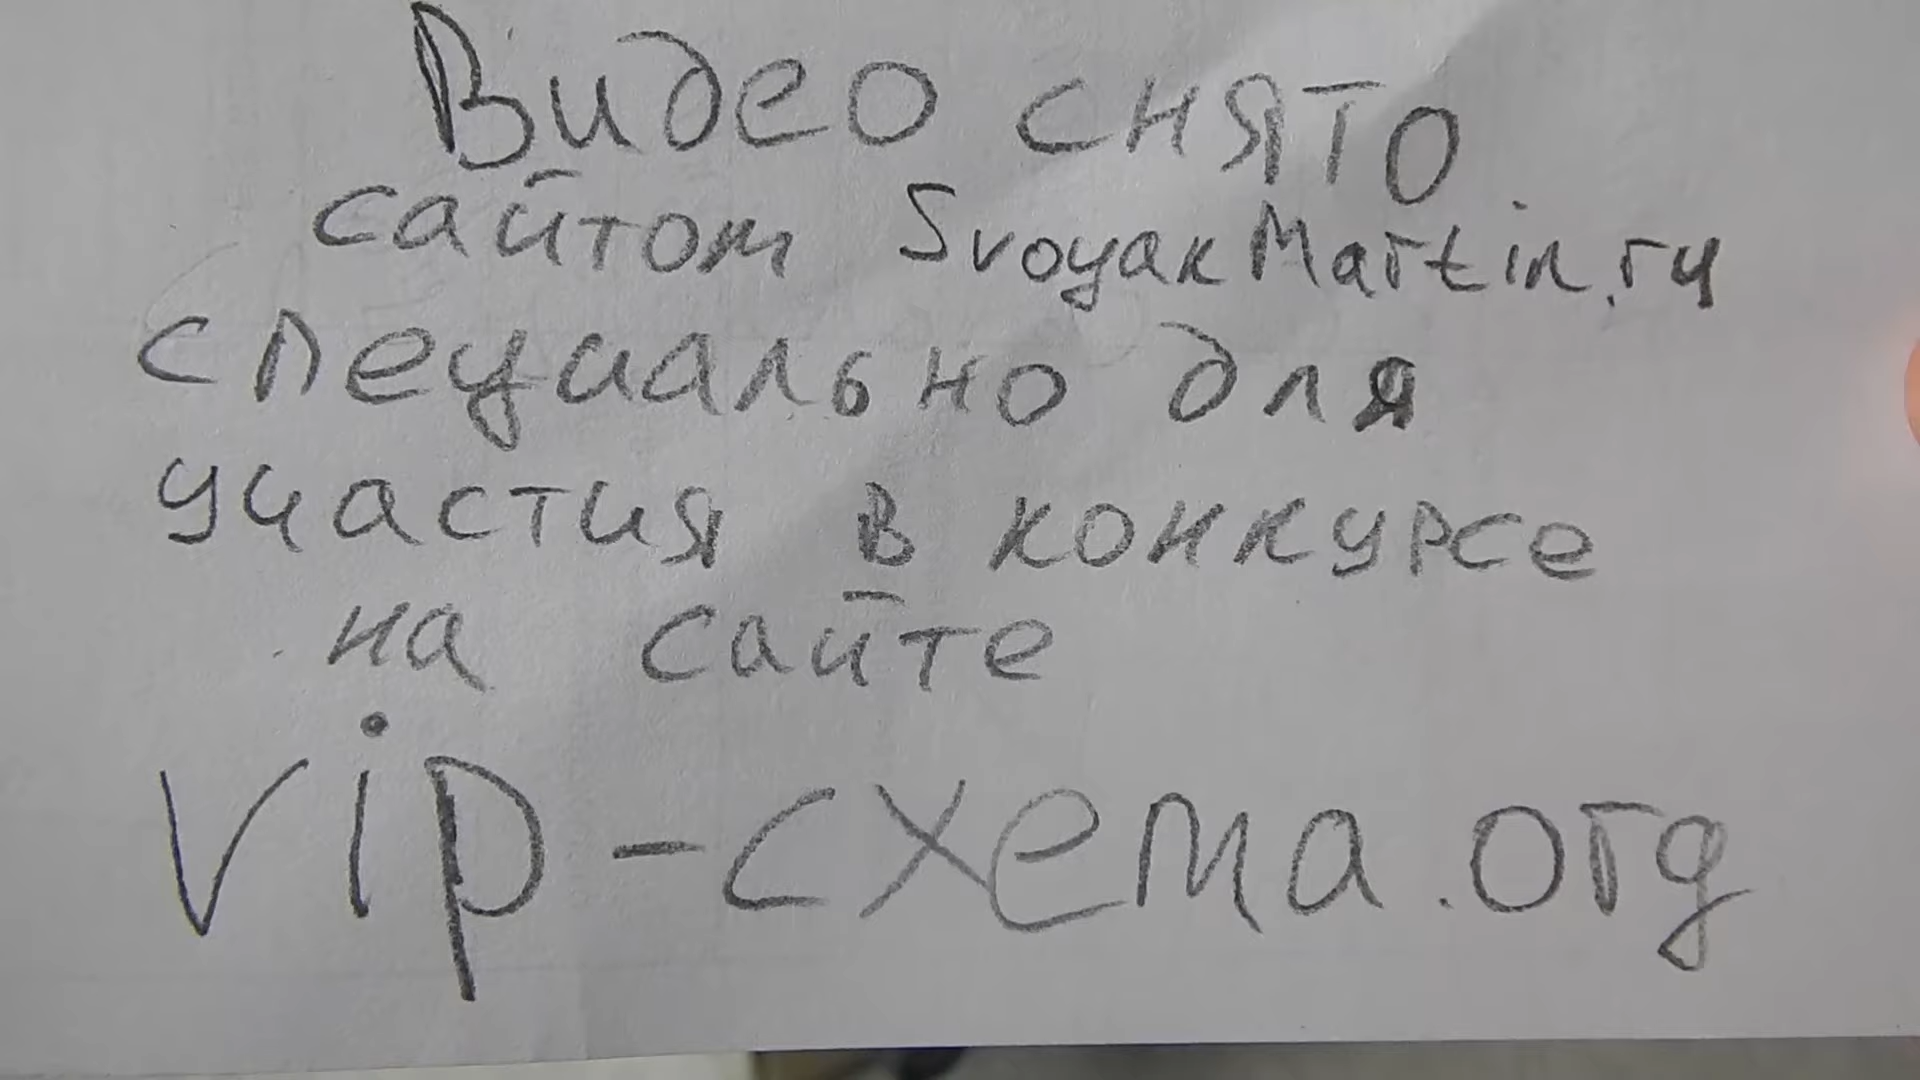 Видео снято
сайтом SvoyakMartin.ru
специально для
участия в конкурсе
на сайте
vip-cxema.org